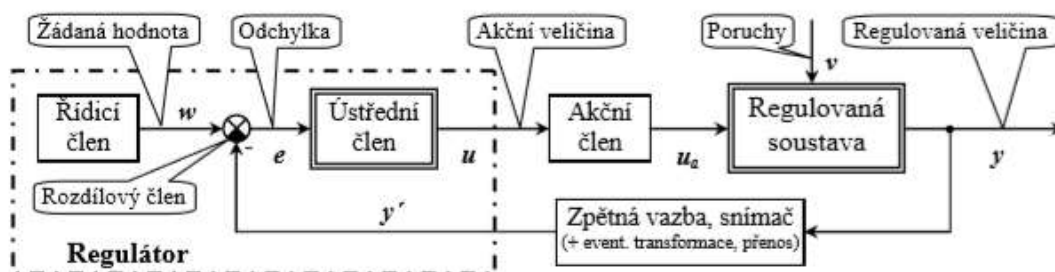 Žádaná hodnota
Odchylka
Akční veličina
Poruchy
Regulovaná veličina
v
Řídicí
člen
w
e
Ústřední
člen
u
Akční
člen
uₐ
Regulovaná
soustava
y
-
Rozdílový člen
y´
Zpětná vazba, snímač
(+ event. transformace, přenos)
Regulátor